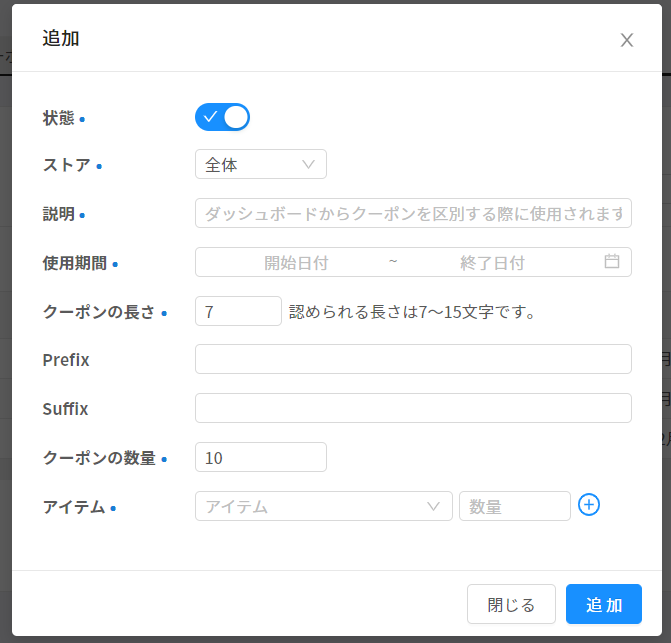 追加
状態
ストア
全体
説明
ダッシュボードからクーポンを区別する際に使用されます
使用期間
開始日付 ~ 終了日付
クーポンの長さ
7 認められる長さは7～15文字です。
Prefix
Suffix
クーポンの数量
10
アイテム
アイテム 数量
閉じる 追加